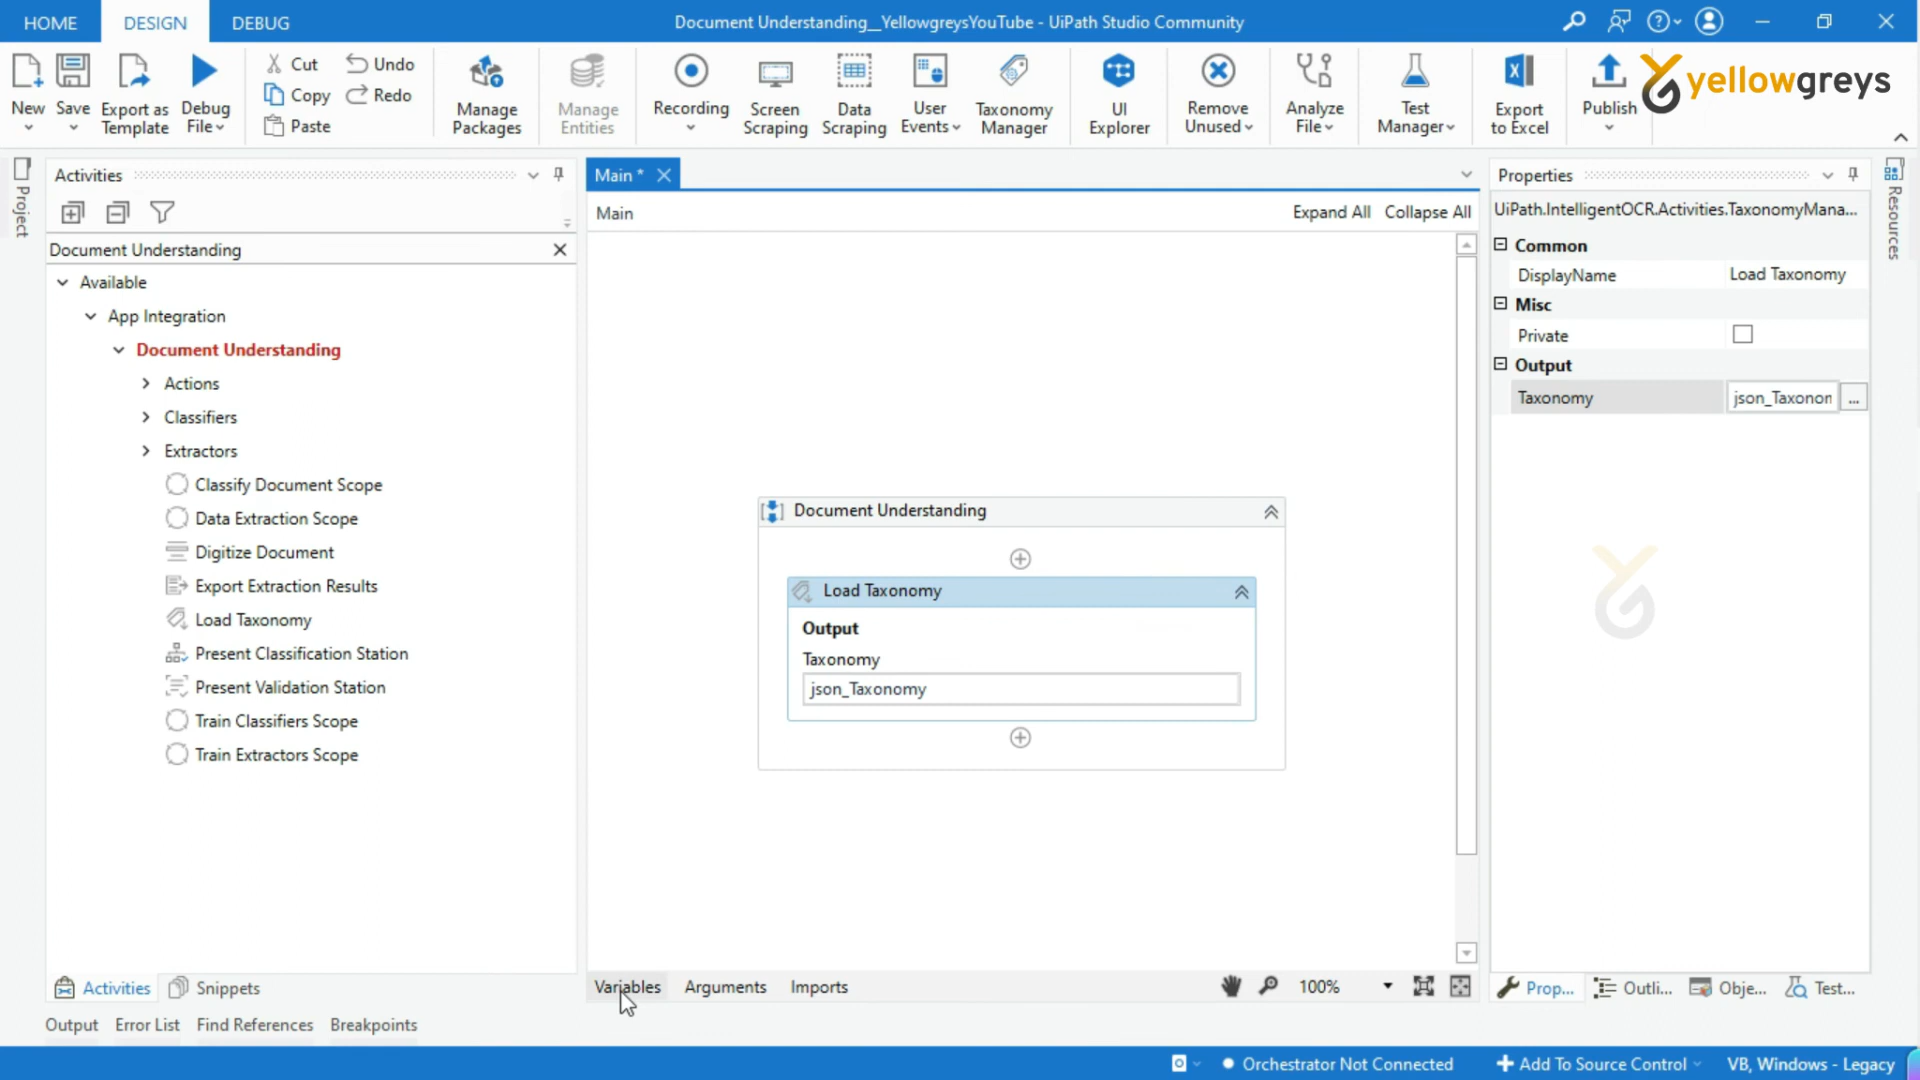 HOME
DESIGN
DEBUG
Document Understanding__YellowgreysYouTube - UiPath Studio Community
New
Save
Export as
Template
Debug
File
Cut
Copy
Paste
Undo
Redo
Manage
Packages
Manage
Entities
Recording
Screen
Scraping
Data
Scraping
User
Events
Taxonomy
Manager
UI
Explorer
Remove
Unused
Analyze
File
Test
Manager
Export
to Excel
Publish
yellowgreys
Project
Activities
Document Understanding
Available
App Integration
Document Understanding
Actions
Classifiers
Extractors
Classify Document Scope
Data Extraction Scope
Digitize Document
Export Extraction Results
Load Taxonomy
Present Classification Station
Present Validation Station
Train Classifiers Scope
Train Extractors Scope
Activities
Snippets
Main *
Main
Expand All
Collapse All
Document Understanding
Load Taxonomy
Output
Taxonomy
json_Taxonomy
Variables
Arguments
Imports
100%
Properties
UiPath.IntelligentOCR.Activities.TaxonomyMana...
Common
DisplayName
Load Taxonomy
Misc
Private
Output
Taxonomy
json_Taxonon
...
Prop...
Outli...
Obje...
Test...
Resources
Output
Error List
Find References
Breakpoints
Orchestrator Not Connected
Add To Source Control
VB, Windows - Legacy